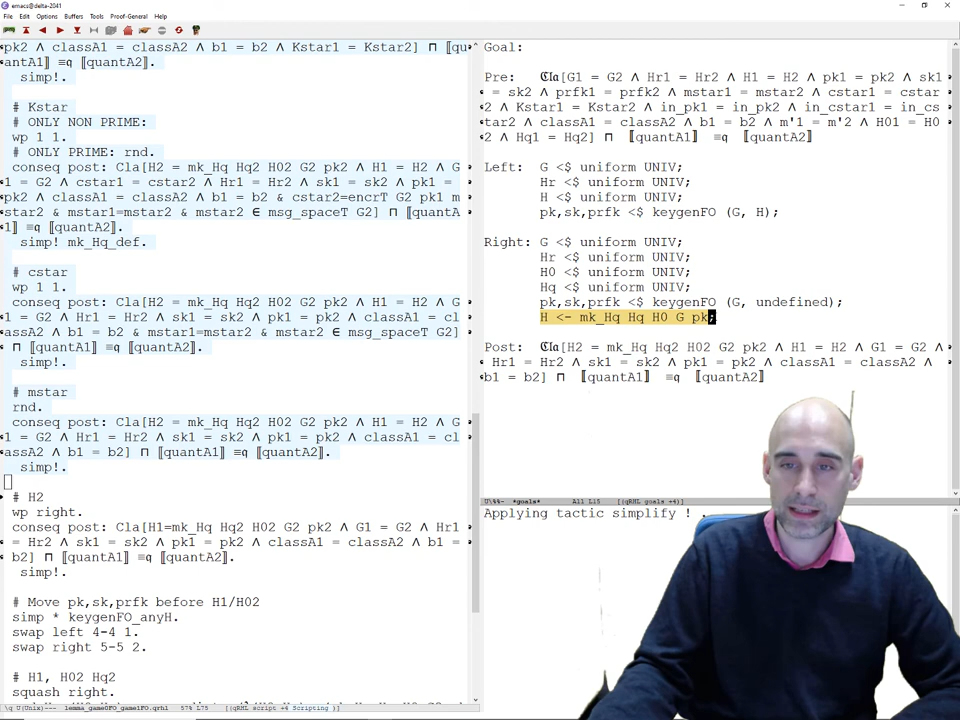 emacs@delta-2041
File Edit Options Buffers Tools Proof-General Help
pk2 ∧ classA1 = classA2 ∧ b1 = b2 ∧ Kstar1 = Kstar2] ⊓ ⟦qu
antA1⟧ ≡q ⟦quantA2⟧.
simp!.
# Kstar
# ONLY NON PRIME:
wp 1 1.
# ONLY PRIME: rnd.
conseq post: Cla[H2 = mk_Hq Hq2 H02 G2 pk2 ∧ H1 = H2 ∧ G
1 = G2 ∧ cstar1 = cstar2 ∧ Hr1 = Hr2 ∧ sk1 = sk2 ∧ pk1 =
pk2 ∧ classA1 = classA2 ∧ b1 = b2 & cstar2=encrT G2 pk1 m
star2 & mstar1=mstar2 & mstar2 ∈ msg_spaceT G2] ⊓ ⟦quantA
1⟧ ≡q ⟦quantA2⟧.
simp! mk_Hq_def.
# cstar
wp 1 1.
conseq post: Cla[H2 = mk_Hq Hq2 H02 G2 pk2 ∧ H1 = H2 ∧ G
1 = G2 ∧ Hr1 = Hr2 ∧ sk1 = sk2 ∧ pk1 = pk2 ∧ classA1 = cl
assA2 ∧ b1 = b2 & mstar1=mstar2 & mstar2 ∈ msg_spaceT G2]
⊓ ⟦quantA1⟧ ≡q ⟦quantA2⟧.
simp!.
# mstar
rnd.
conseq post: Cla[H2 = mk_Hq Hq2 H02 G2 pk2 ∧ H1 = H2 ∧ G
1 = G2 ∧ Hr1 = Hr2 ∧ sk1 = sk2 ∧ pk1 = pk2 ∧ classA1 = cl
assA2 ∧ b1 = b2] ⊓ ⟦quantA1⟧ ≡q ⟦quantA2⟧.
simp!.
# H2
wp right.
conseq post: Cla[H1=mk_Hq Hq2 H02 G2 pk2 ∧ G1 = G2 ∧ Hr1
= Hr2 ∧ sk1 = sk2 ∧ pk1 = pk2 ∧ classA1 = classA2 ∧ b1 =
b2] ⊓ ⟦quantA1⟧ ≡q ⟦quantA2⟧.
simp!.
# Move pk,sk,prfk before H1/H02
simp * keygenFO_anyH.
swap left 4-4 1.
swap right 5-5 2.
# H1, H02 Hq2
squash right.
\q U(Unix)--- lemma_game0FO_game1FO.qrhl 57% L75 [(qRHL script +4 Scripting )]
Goal:
Pre: ℭla[G1 = G2 ∧ Hr1 = Hr2 ∧ H1 = H2 ∧ pk1 = pk2 ∧ sk1
= sk2 ∧ prfk1 = prfk2 ∧ mstar1 = mstar2 ∧ cstar1 = cstar
2 ∧ Kstar1 = Kstar2 ∧ in_pk1 = in_pk2 ∧ in_cstar1 = in_cs
tar2 ∧ classA1 = classA2 ∧ b1 = b2 ∧ m'1 = m'2 ∧ H01 = H0
2 ∧ Hq1 = Hq2] ⊓ ⟦quantA1⟧ ≡q ⟦quantA2⟧
Left: G <$ uniform UNIV;
Hr <$ uniform UNIV;
H <$ uniform UNIV;
pk,sk,prfk <$ keygenFO (G, H);
Right: G <$ uniform UNIV;
Hr <$ uniform UNIV;
H0 <$ uniform UNIV;
Hq <$ uniform UNIV;
pk,sk,prfk <$ keygenFO (G, undefined);
H <- mk_Hq Hq H0 G pk;
Post: ℭla[H2 = mk_Hq Hq2 H02 G2 pk2 ∧ H1 = H2 ∧ G1 = G2 ∧
Hr1 = Hr2 ∧ sk1 = sk2 ∧ pk1 = pk2 ∧ classA1 = classA2 ∧
b1 = b2] ⊓ ⟦quantA1⟧ ≡q ⟦quantA2⟧
U\%%- *goals* All L15 [(qRHL goals +4)]
Applying tactic simplify ! .